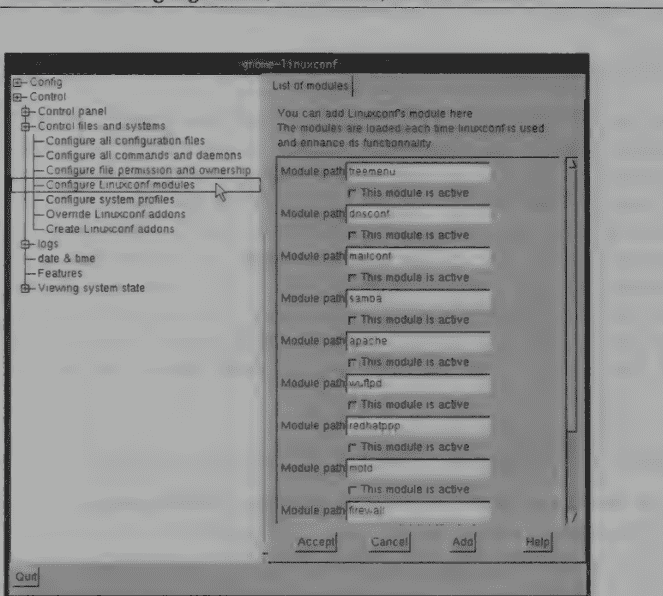 gnome-linuxconf
Config
Control
Control panel
Control files and systems
Configure all configuration files
Configure all commands and daemons
Configure file permission and ownership
Configure Linuxconf modules
Configure system profiles
Override Linuxconf addons
Create Linuxconf addons
logs
date & time
Features
Viewing system state
Quit
List of modules
You can add Linuxconf's module here
The modules are loaded each time linuxconf is used
and enhance its functionnality
Module path treemenu
This module is active
Module path dnsconf
This module is active
Module path mailconf
This module is active
Module path samba
This module is active
Module path apache
This module is active
Module path wuftpd
This module is active
Module path redhatppp
This module is active
Module path motd
This module is active
Module path firewall
Accept Cancel Add Help